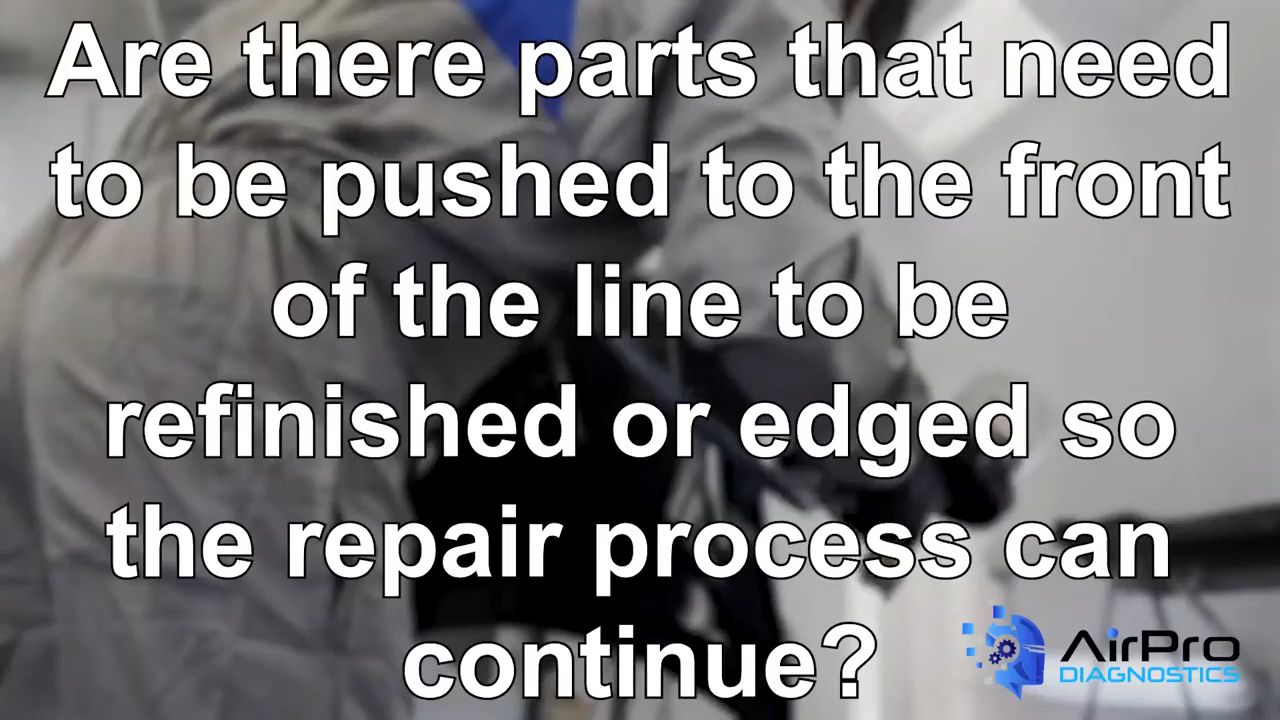 Are there parts that need
to be pushed to the front
of the line to be
refinished or edged so
the repair process can
continue?
AirPro
DIAGNOSTICS